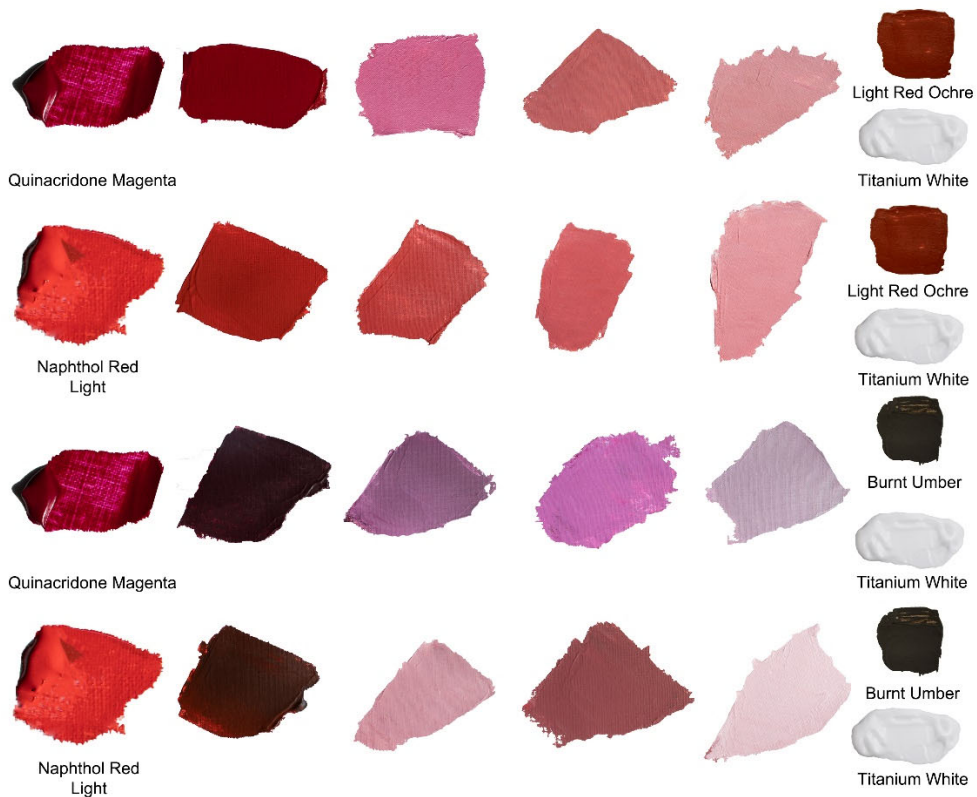 Light Red Ochre
Quinacridone Magenta
Titanium White
Light Red Ochre
Naphthol Red
Light
Titanium White
Burnt Umber
Quinacridone Magenta
Titanium White
Burnt Umber
Naphthol Red
Light
Titanium White